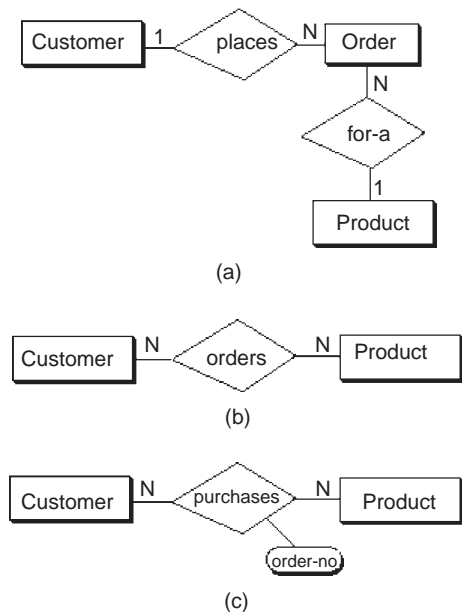 Customer 1 places N Order
N
for-a
1
Product
(a)
Customer N orders N Product
(b)
Customer N purchases N Product
order-no
(c)